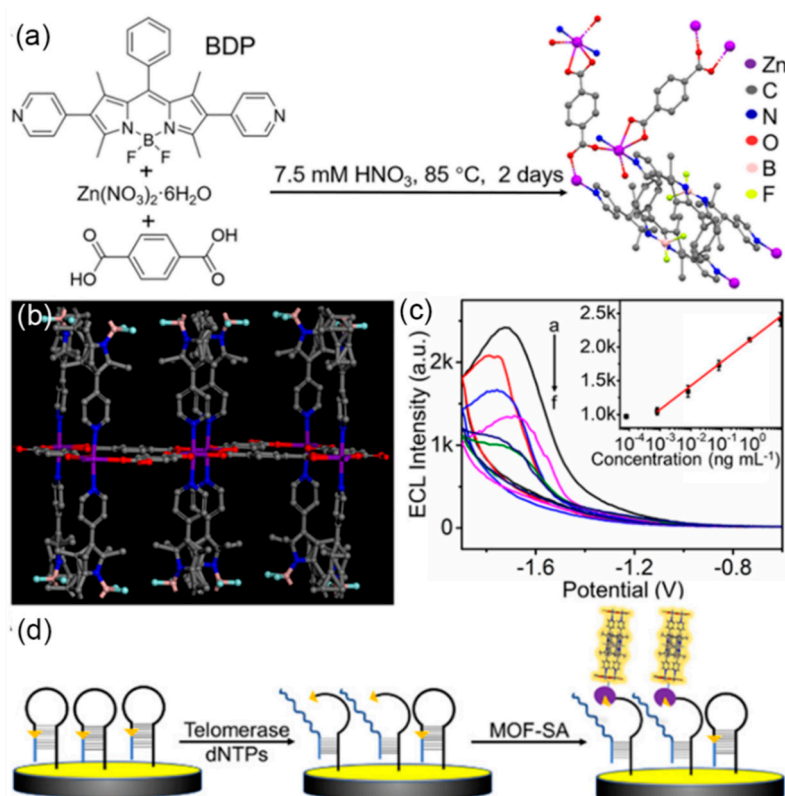 (a)
BDP
N
N
N
N
B
F
F
+
Zn(NO₃)₂·6H₂O
+
O
OH
HO
O
7.5 mM HNO₃, 85 °C, 2 days
Zn
C
N
O
B
F
(b)
(c)
ECL Intensity (a.u.)
2k
1k
0
a
f
2.5k
2.0k
1.5k
1.0k
10⁻⁴ 10⁻³ 10⁻² 10⁻¹ 10⁰
Concentration (ng mL⁻¹)
-1.6 -1.2 -0.8
Potential (V)
(d)
Telomerase
dNTPs
MOF-SA